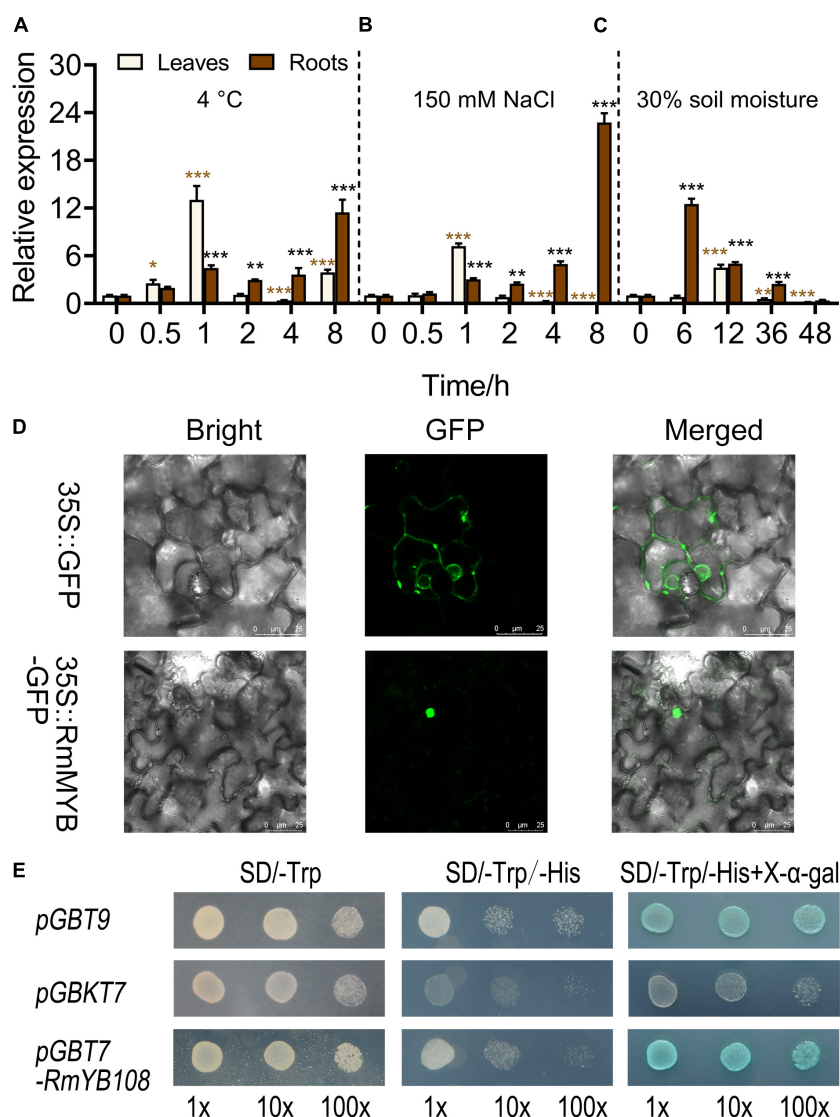 A
B
C
Leaves Roots
Relative expression
30
24
18
12
6
0
4 °C
150 mM NaCl
30% soil moisture
*
***
***
**
***
***
***
***
***
***
**
***
***
***
***
***
***
***
**
***
***
0 0.5 1 2 4 8 0 0.5 1 2 4 8 0 6 12 36 48
Time/h
D
Bright GFP Merged
35S::GFP
0 µm 25
0 µm 25
0 µm 25
35S::RmMYB
-GFP
0 µm 25
0 µm 25
0 µm 25
E
SD/-Trp SD/-Trp/-His SD/-Trp/-His+X-α-gal
pGBT9
pGBKT7
pGBT7
-RmYB108
1x 10x 100x 1x 10x 100x 1x 10x 100x